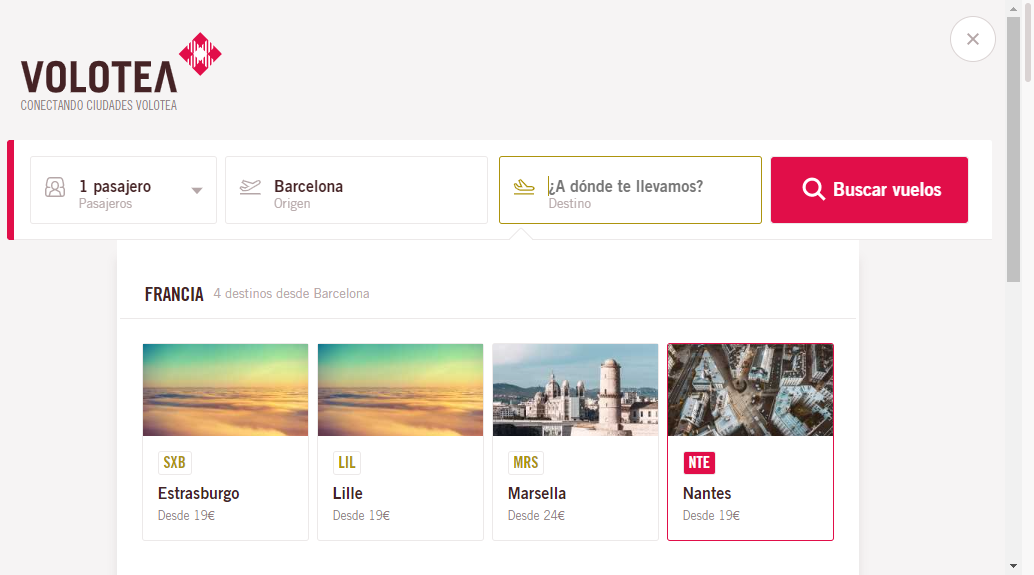 VOLOTEA
CONECTANDO CIUDADES VOLOTEA
1 pasajero
Pasajeros
Barcelona
Origen
¿A dónde te llevamos?
Destino
Buscar vuelos
FRANCIA 4 destinos desde Barcelona
SXB
Estrasburgo
Desde 19€
LIL
Lille
Desde 19€
MRS
Marsella
Desde 24€
NTE
Nantes
Desde 19€